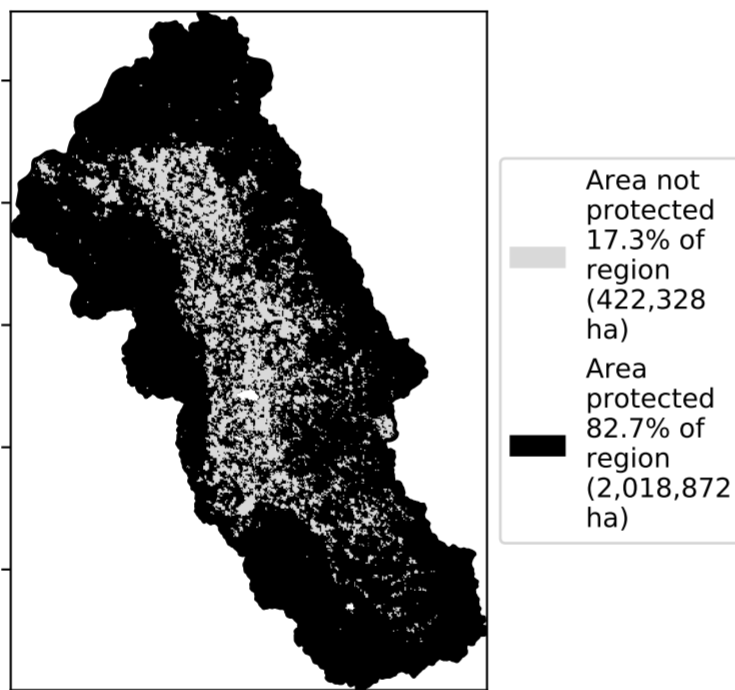 Area not
protected
17.3% of
region
(422,328
ha)
Area
protected
82.7% of
region
(2,018,872
ha)